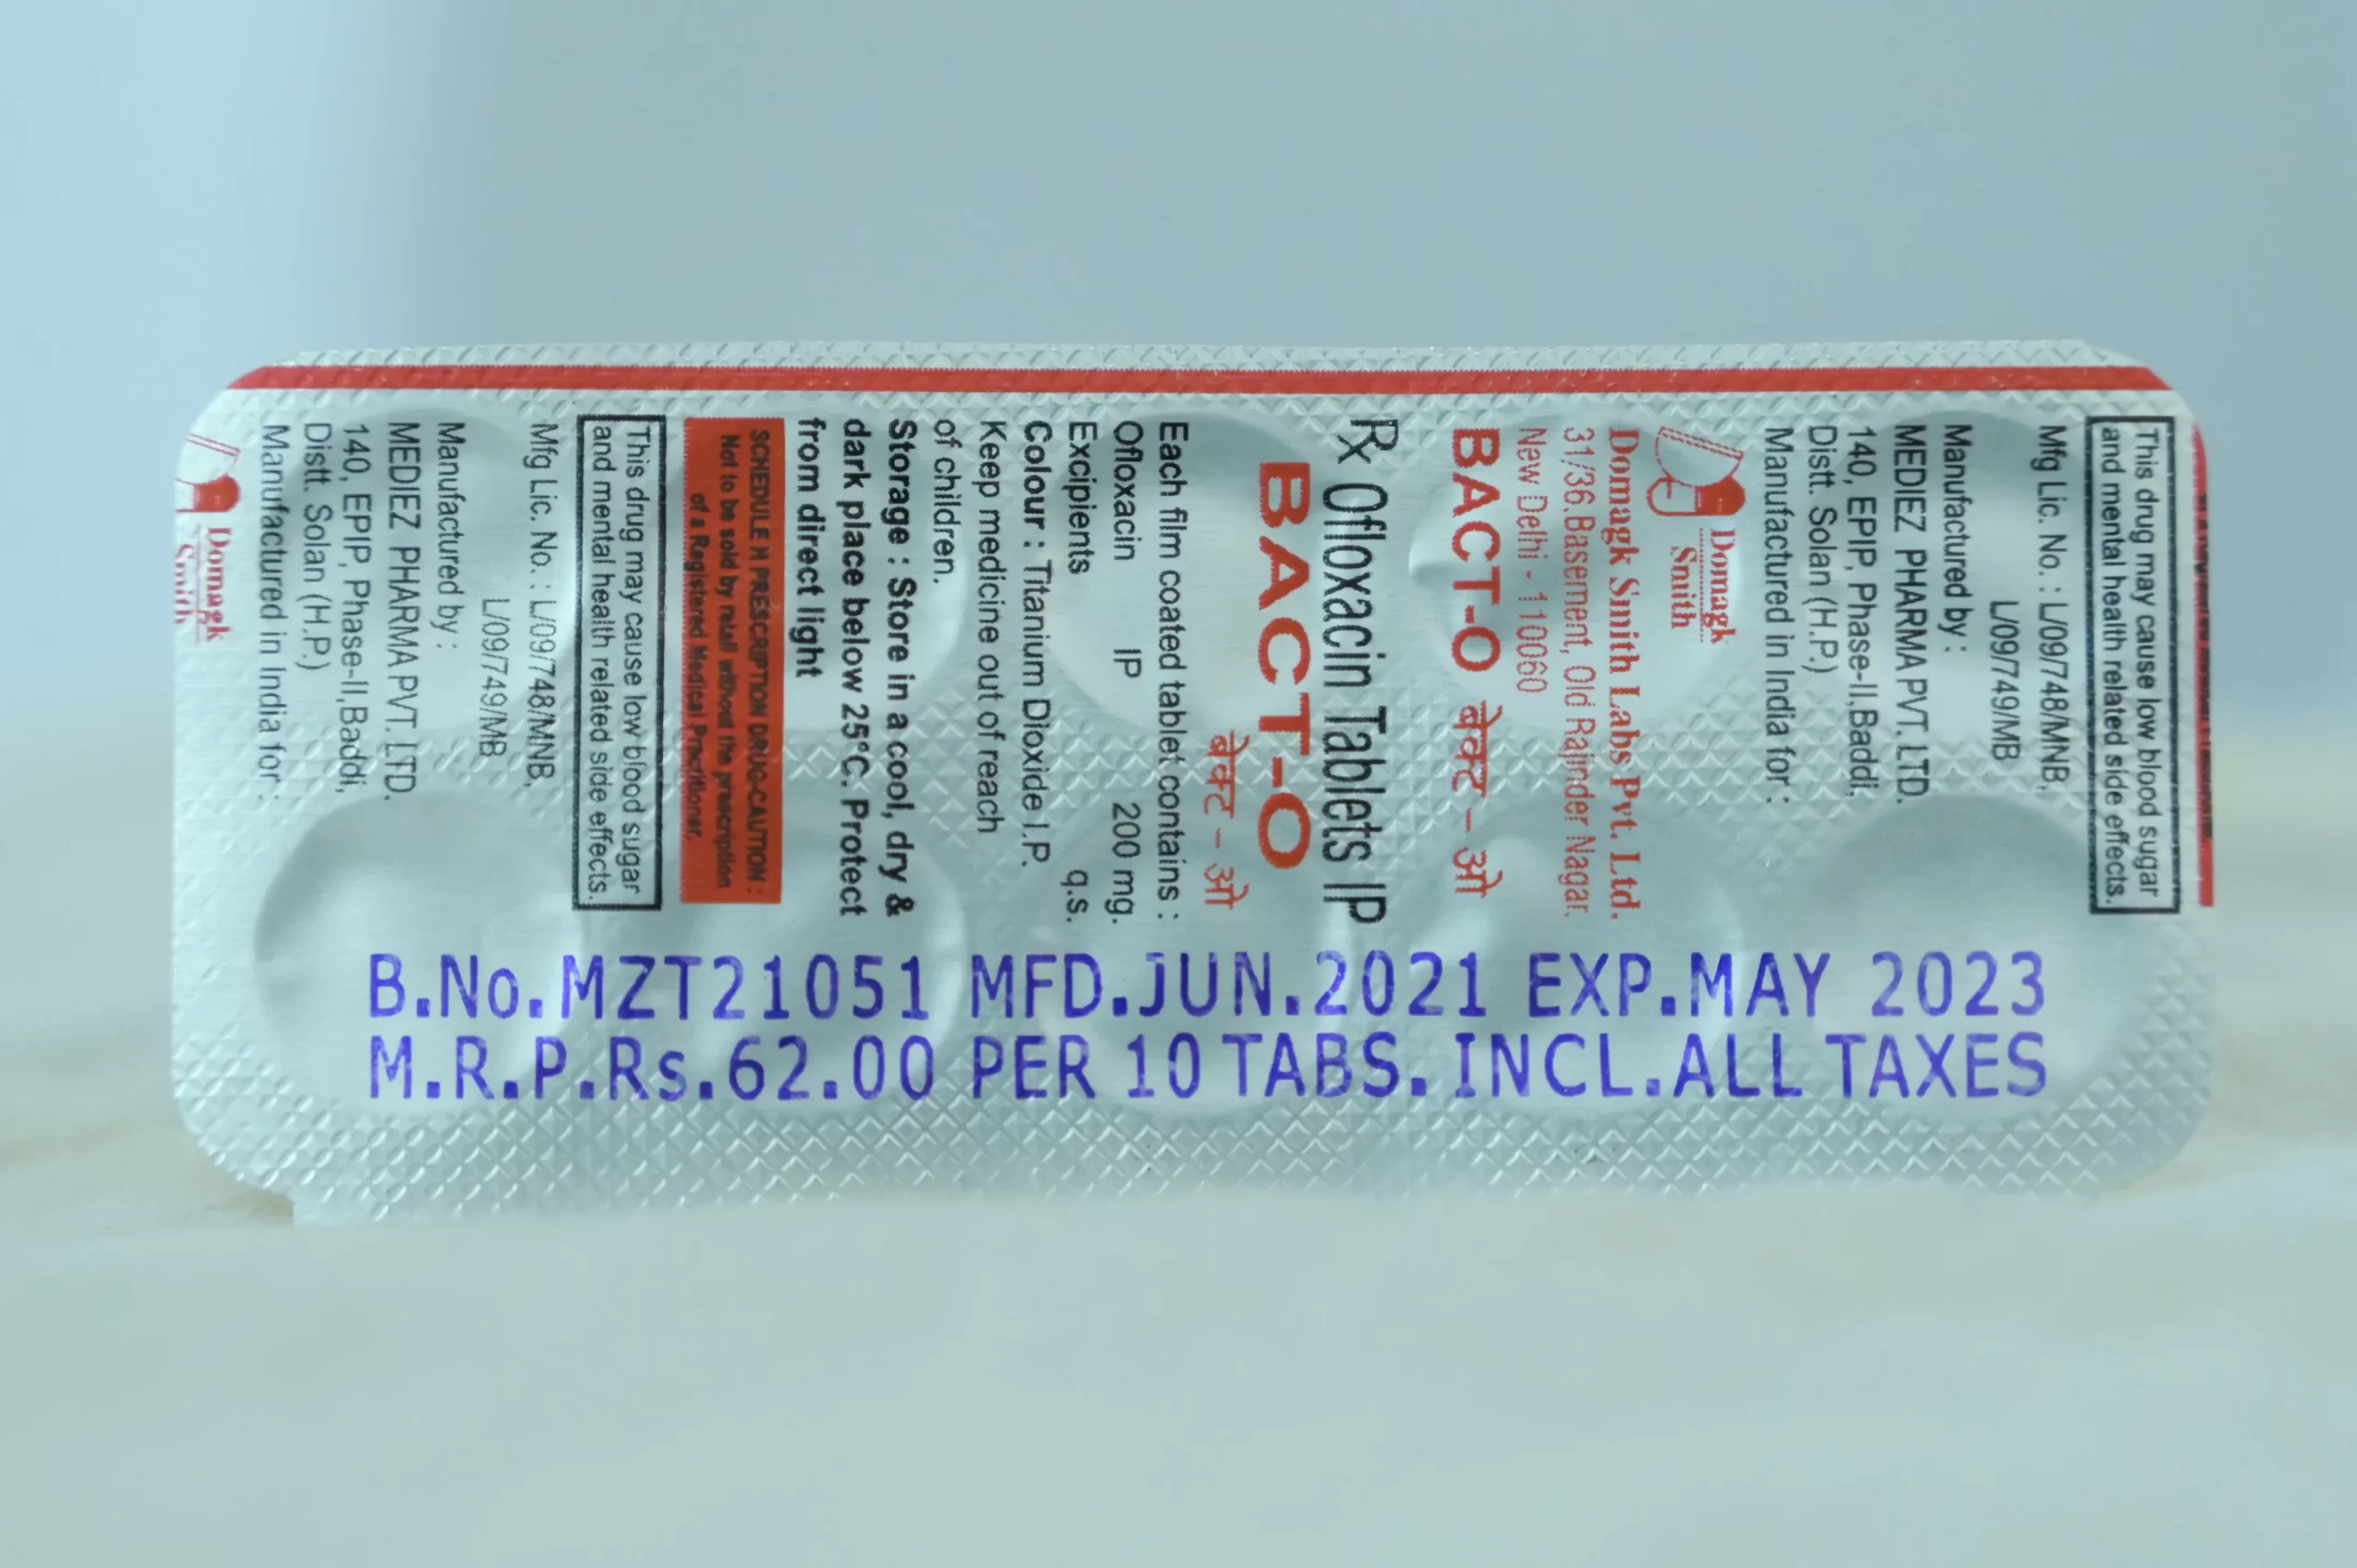 This drug may cause low blood sugar
and mental health related side effects.
Mfg Lic. No. : L/09/748/MNB,
L/09/749/MB
Manufactured by :
MEDIEZ PHARMA PVT. LTD.
140, EPIP, Phase-II,Baddi,
Distt. Solan (H.P.)
Manufactured in India for :
Domagk
Smith
Domagk Smith Labs Pvt. Ltd.
31/36,Basement, Old Rajinder Nagar,
New Delhi - 110060
BACT-O बेक्ट - ओ
Rx Ofloxacin Tablets IP
BACT-O
बेक्ट - ओ
Each film coated tablet contains :
Ofloxacin IP 200 mg.
Excipients q.s.
Colour : Titanium Dioxide I.P.
Keep medicine out of reach
of children.
Storage : Store in a cool, dry &
dark place below 25°C. Protect
from direct light
SCHEDULE H PRESCRIPTION DRUG-CAUTION :
Not to be sold by retail without the prescription
of a Registered Medical Practitioner.
This drug may cause low blood sugar
and mental health related side effects.
Mfg Lic. No. : L/09/748/MNB,
L/09/749/MB
Manufactured by :
MEDIEZ PHARMA PVT. LTD.
140, EPIP, Phase-II,Baddi,
Distt. Solan (H.P.)
Manufactured in India for :
Domagk
Smith
B.No.MZT21051 MFD.JUN.2021 EXP.MAY 2023
M.R.P.Rs.62.00 PER 10 TABS. INCL.ALL TAXES